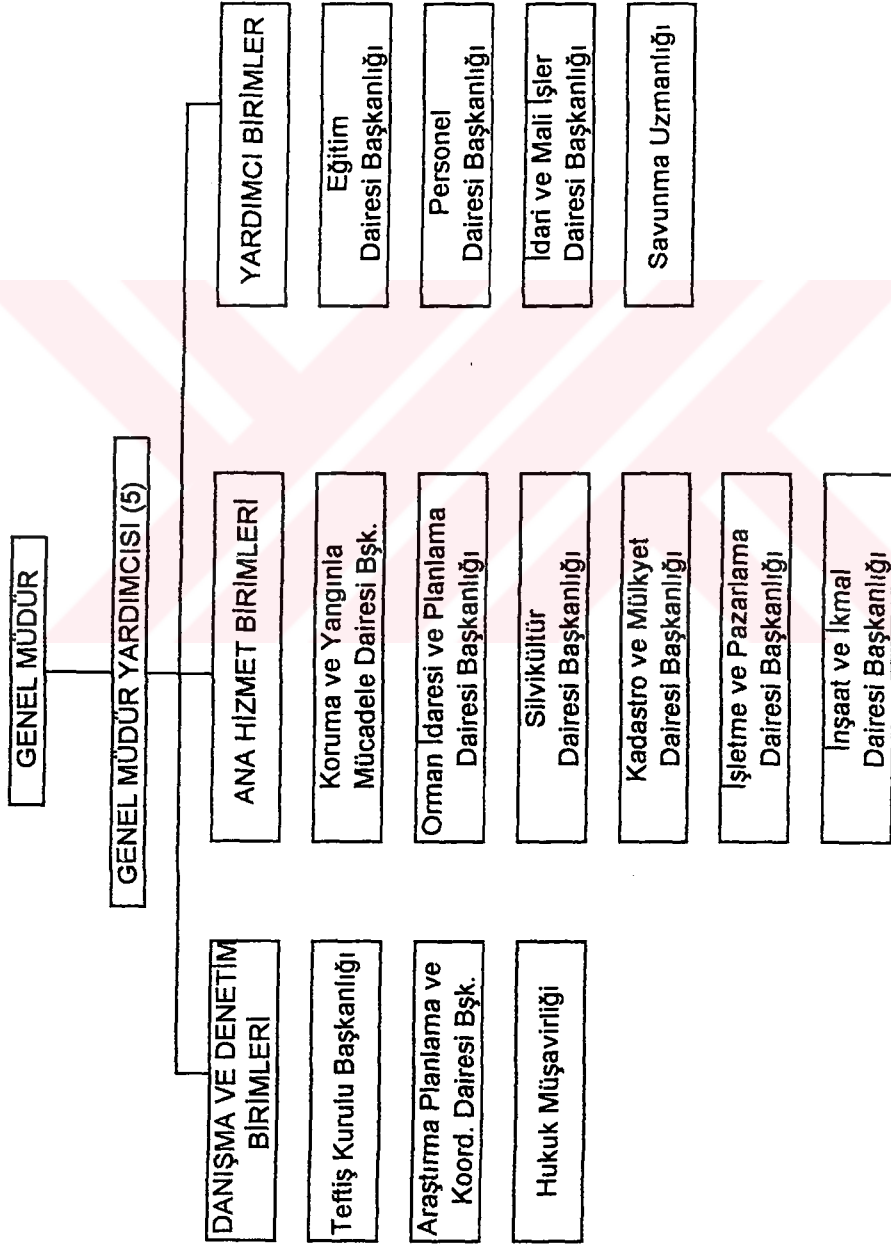 GENEL MÜDÜR
GENEL MÜDÜR YARDIMCISI (5)
DANIŞMA VE DENETİM
BİRİMLERİ
Teftiş Kurulu Başkanlığı
Araştırma Planlama ve
Koord. Dairesi Bşk.
Hukuk Müşavirliği
ANA HİZMET BİRİMLERİ
Koruma ve Yangınla
Mücadele Dairesi Bşk.
Orman İdaresi ve Planlama
Dairesi Başkanlığı
Silvikültür
Dairesi Başkanlığı
Kadastro ve Mülkyet
Dairesi Başkanlığı
İşletme ve Pazarlama
Dairesi Başkanlığı
İnşaat ve İkmal
Dairesi Başkanlığı
YARDIMCI BİRİMLER
Eğitim
Dairesi Başkanlığı
Personel
Dairesi Başkanlığı
İdari ve Mali İşler
Dairesi Başkanlığı
Savunma Uzmanlığı